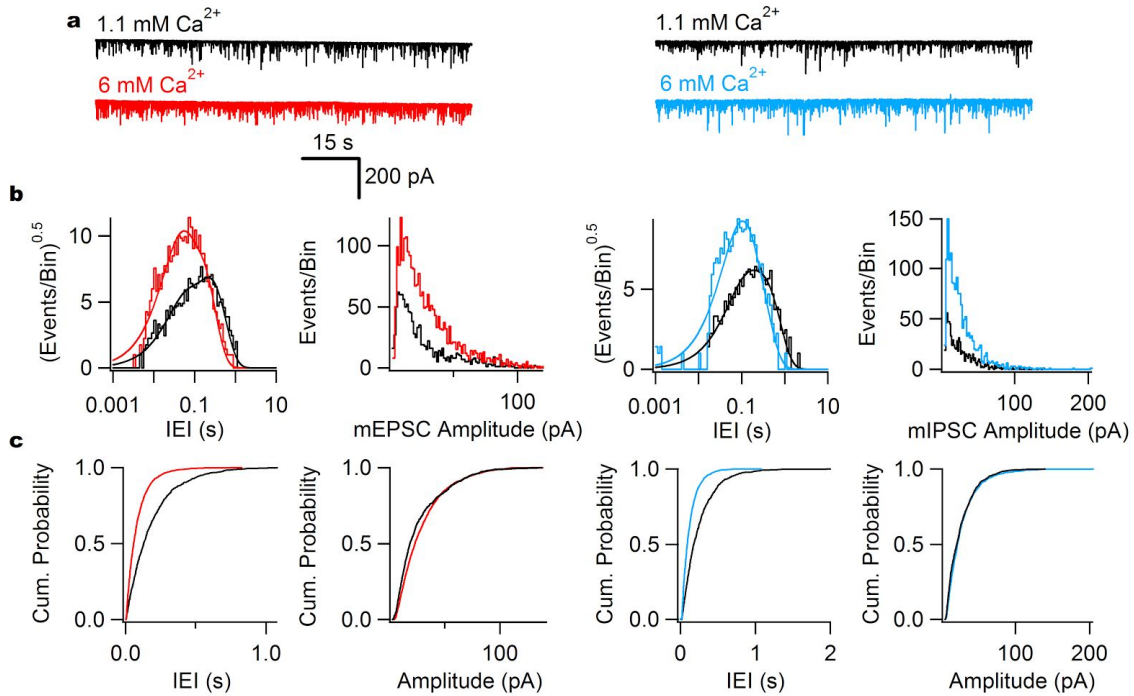 a
1.1 mM Ca²⁺
6 mM Ca²⁺
1.1 mM Ca²⁺
6 mM Ca²⁺
15 s
200 pA
b
(Events/Bin)^0.5
10
5
0
0.001 0.1 10
IEI (s)
Events/Bin
100
50
0
100
mEPSC Amplitude (pA)
(Events/Bin)^0.5
5
0
0.001 0.1 10
IEI (s)
Events/Bin
150
100
50
0
100 200
mIPSC Amplitude (pA)
c
Cum. Probability
1.0
0.5
0.0
0.0 1.0
IEI (s)
Cum. Probability
1.0
0.5
0.0
100
Amplitude (pA)
Cum. Probability
1.0
0.5
0.0
0 1 2
IEI (s)
Cum. Probability
1.0
0.5
0.0
100 200
Amplitude (pA)